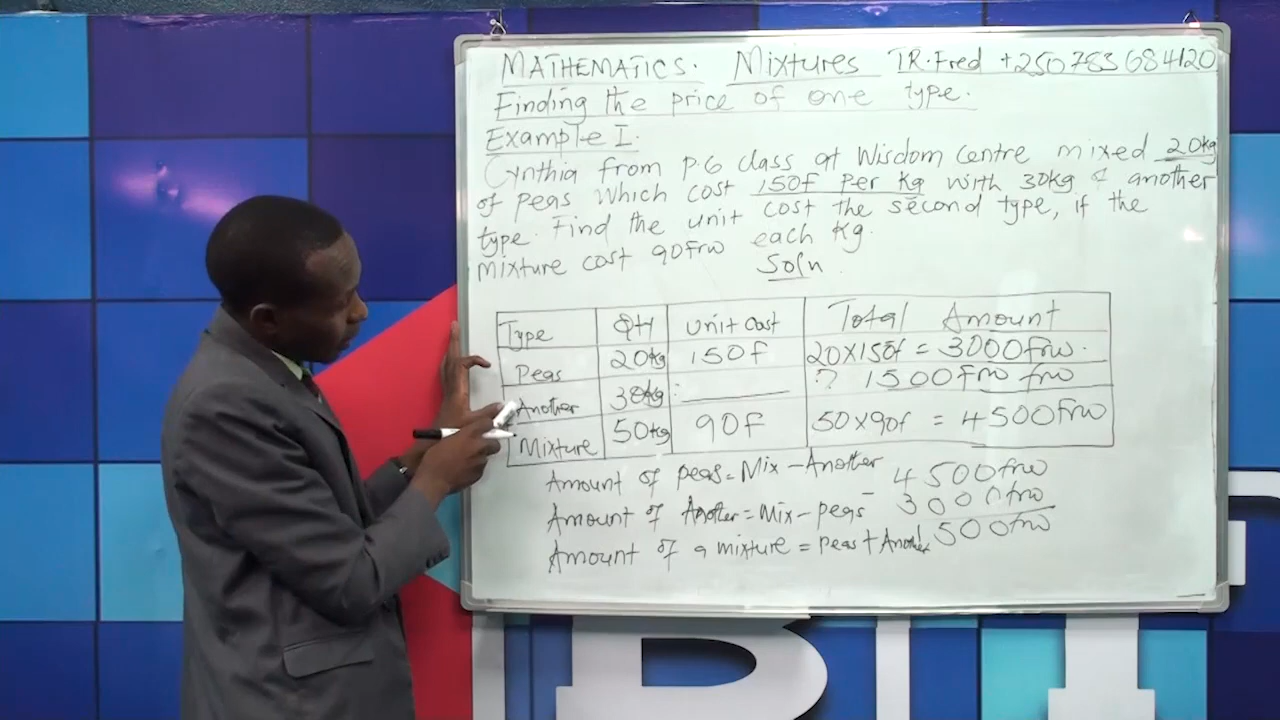 MATHEMATICS. Mixtures TR.Fred +250783684120
Finding the price of one type.
Example I.
Cynthia from P.6 class at Wisdom Centre mixed 20kg
of peas which cost 150F Per Kg with 30kg of another
type. Find the unit cost the second type, if the
mixture cost 90Frw each Kg.
Soln
Type Qty Unit Cost Total Amount
Peas 20kg 150F 20x150f = 3000frw.
Another 30kg : ? 1500Frw frw
Mixture 50kg 90F 50x90f = 4500Frw
Amount of peas = Mix - Another 4500frw
Amount of Another = Mix - peas - 3000frw
Amount of a mixture = peas + Another 1500frw
B